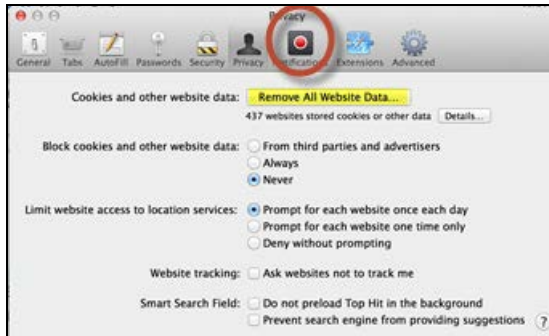 Privacy
General Tabs AutoFill Passwords Security Privacy Notifications Extensions Advanced
Cookies and other website data: Remove All Website Data...
437 websites stored cookies or other data Details...
Block cookies and other website data: From third parties and advertisers
Always
Never
Limit website access to location services: Prompt for each website once each day
Prompt for each website one time only
Deny without prompting
Website tracking: Ask websites not to track me
Smart Search Field: Do not preload Top Hit in the background
Prevent search engine from providing suggestions ?